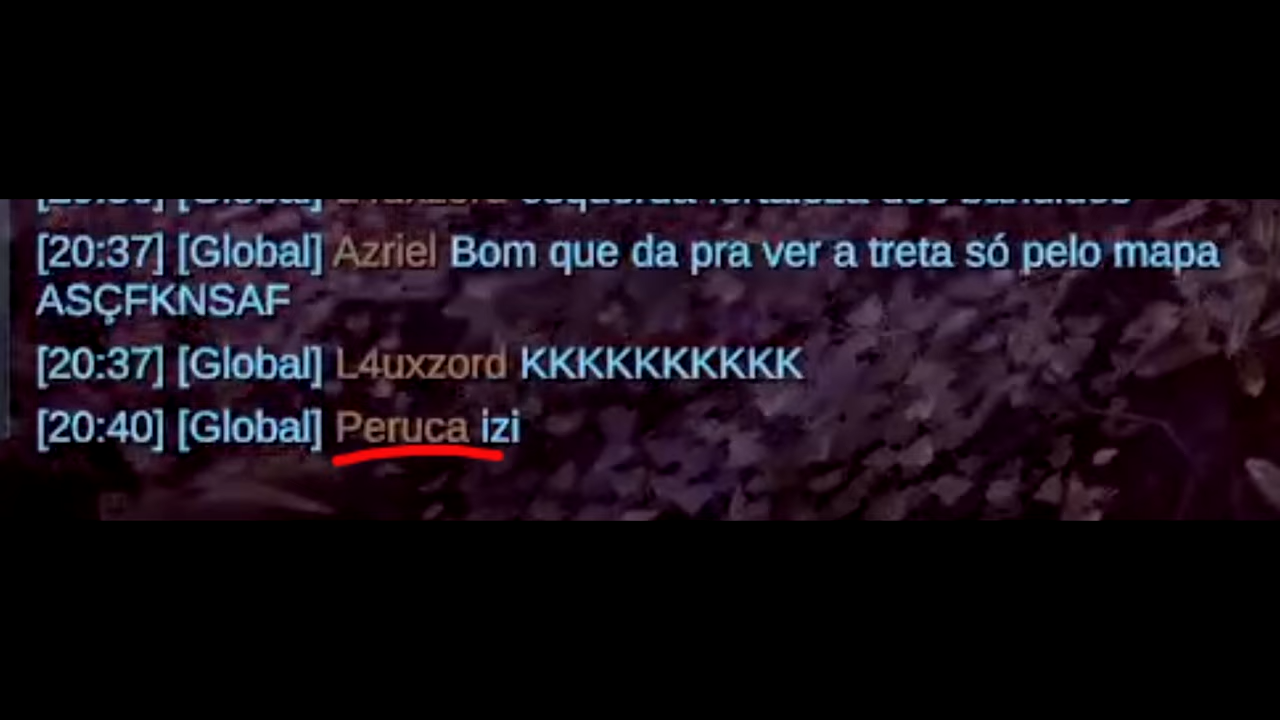 [Global]
[20:37] [Global] Azriel Bom que da pra ver a treta só pelo mapa
ASÇFKNSAF
[20:37] [Global] L4uxzord KKKKKKKKKK
[20:40] [Global] Peruca izi